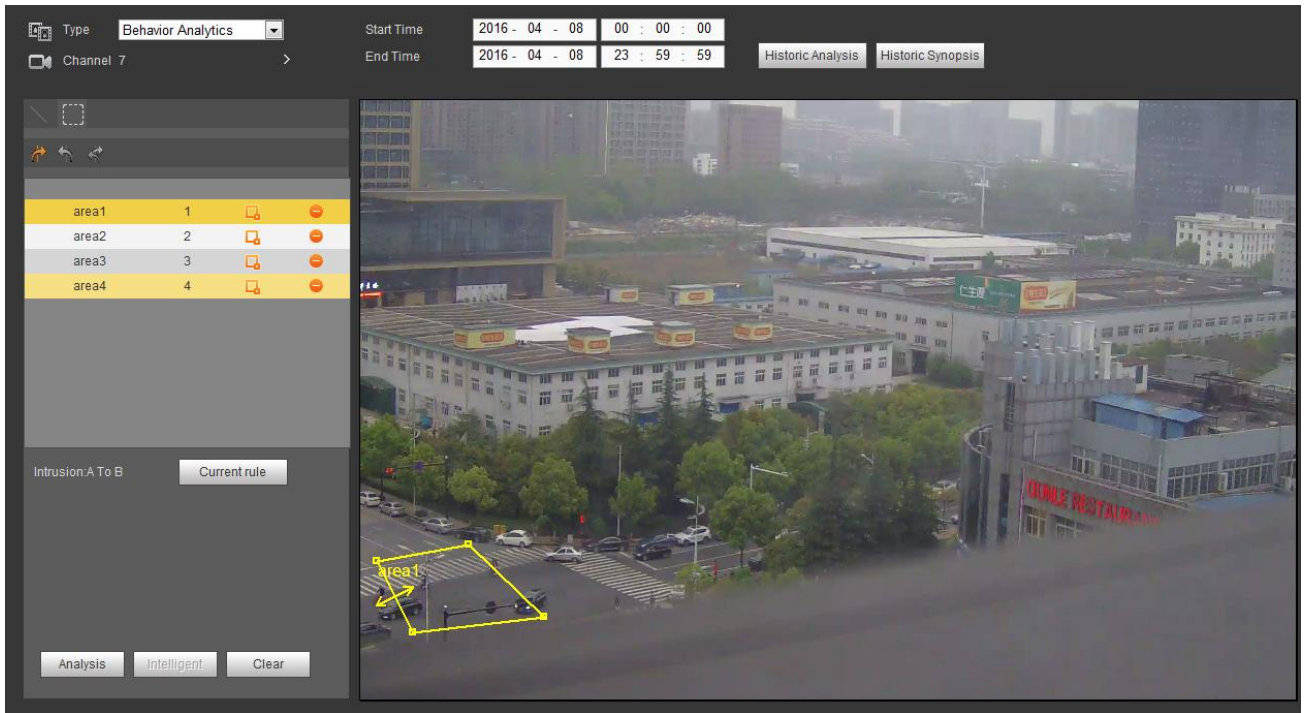 Type Behavior Analytics
Channel 7 >
Start Time 2016 - 04 - 08 00 : 00 : 00
End Time 2016 - 04 - 08 23 : 59 : 59
Historic Analysis Historic Synopsis
area1 1
area2 2
area3 3
area4 4
Intrusion:A To B Current rule
Analysis Intelligent Clear
仁生源
area1